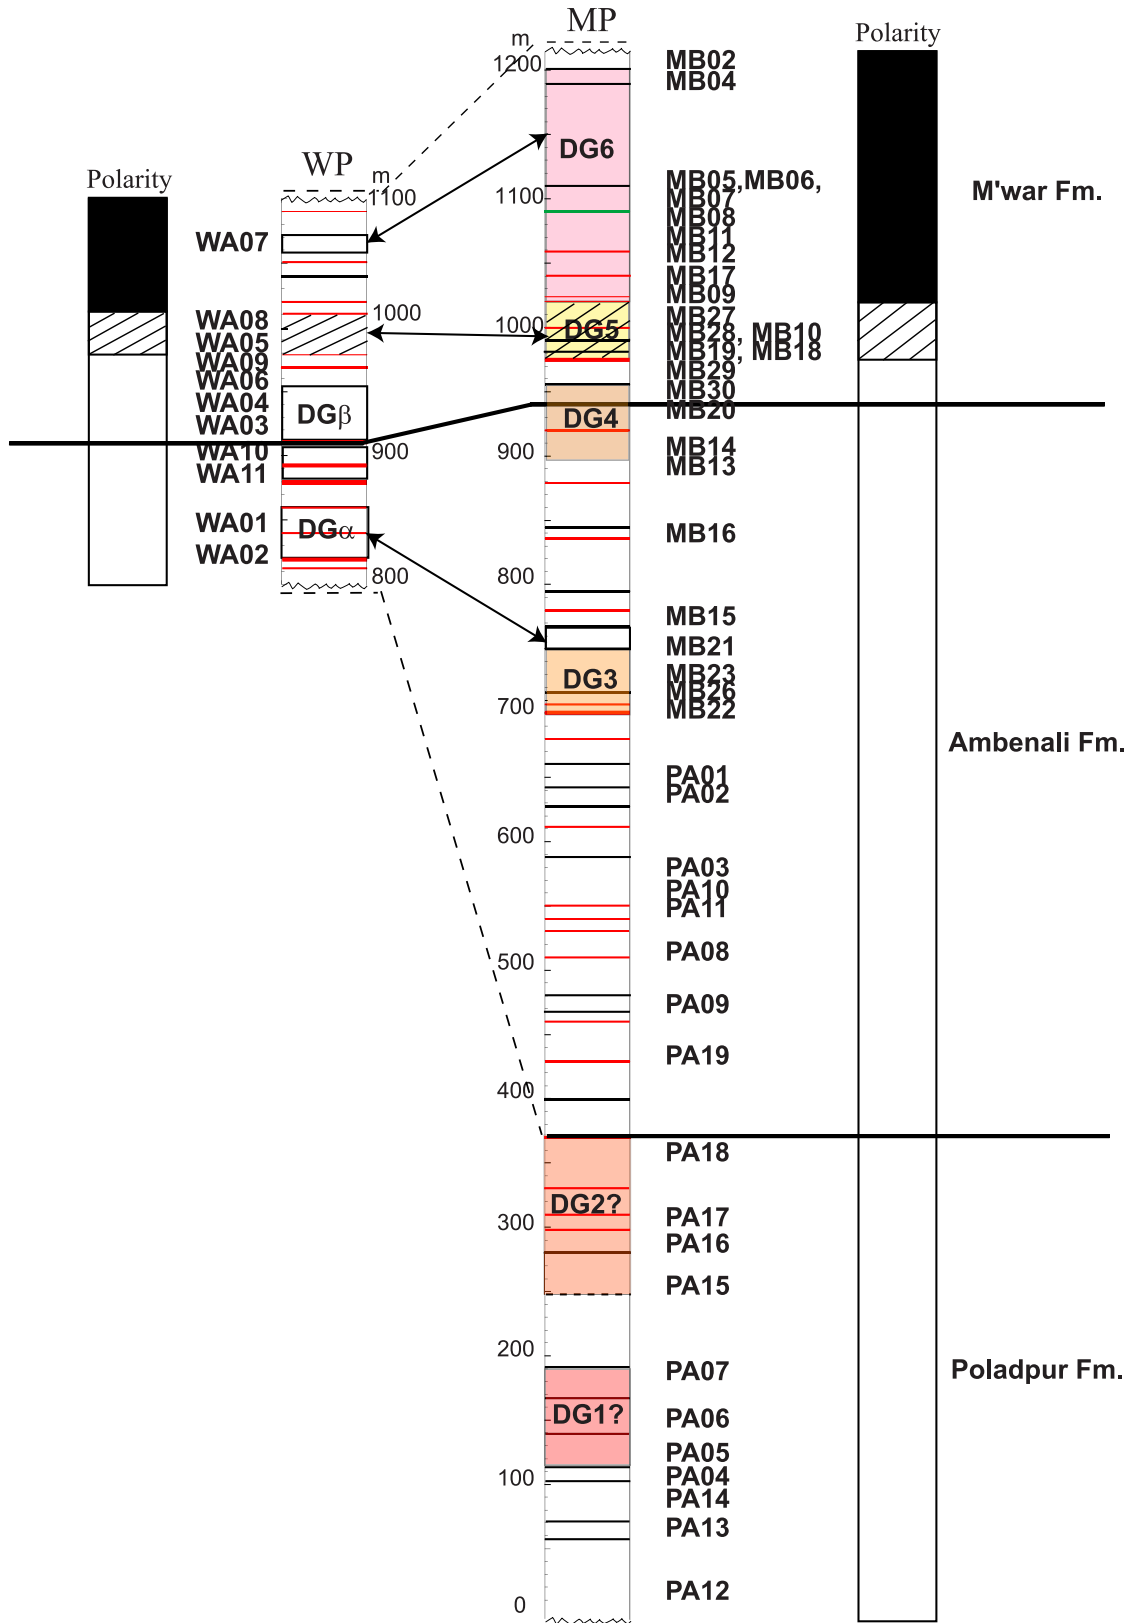 MP
m
Polarity
1200
MB02
MB04
DG6
WP
m
Polarity
MB05,MB06,
M'war Fm.
1100
1100
MB07
MB08
WA07
MB11
MB12
MB17
MB09
1000
WA08
MB27
1000
DG5
MB28, MB10
WA05
MB19, MB18
WA09
MB29
WA06
MB30
WA04
DGβ
DG4
MB20
WA03
900
900
MB14
WA10
MB13
WA11
WA01
DGα
MB16
WA02
800
800
MB15
MB21
MB23
DG3
MB26
700
MB22
Ambenali Fm.
PA01
PA02
600
PA03
PA10
PA11
PA08
500
PA09
PA19
400
PA18
DG2?
300
PA17
PA16
PA15
200
PA07
Poladpur Fm.
DG1?
PA06
PA05
100
PA04
PA14
PA13
PA12
0